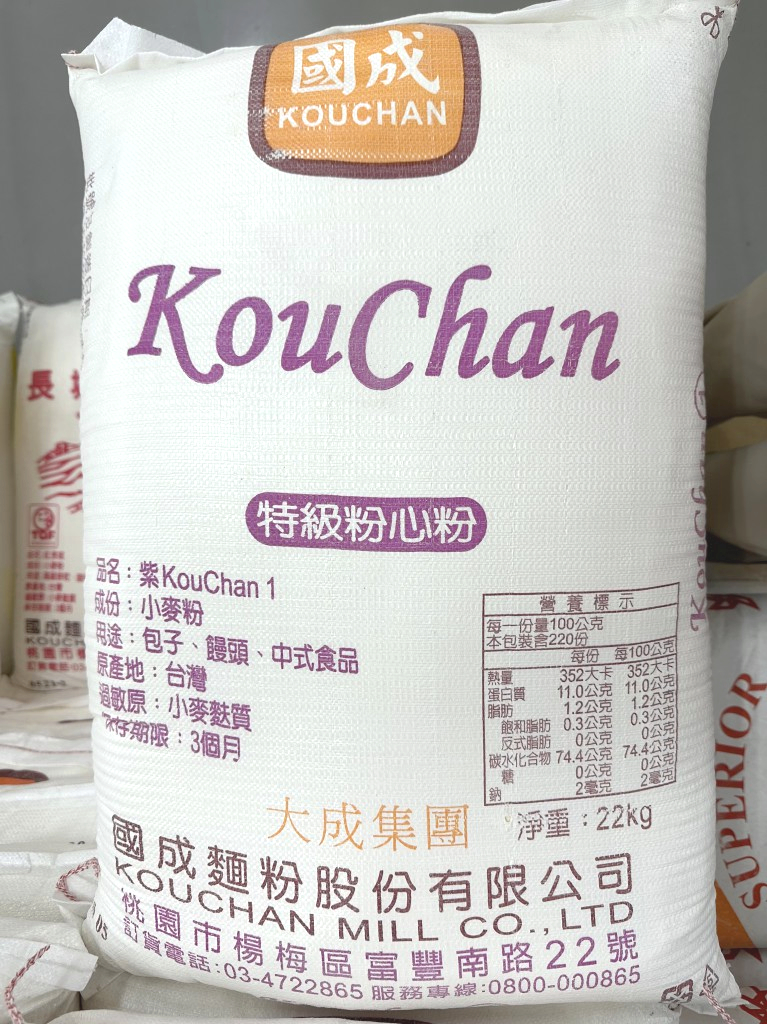 國成
KOUCHAN
KouChan
特級粉心粉
品名：紫KouChan 1
成份：小麥粉
用途：包子、饅頭、中式食品
原產地：台灣
過敏原：小麥麩質
保存期限：3個月
營養標示
每一份量100公克
本包裝含220份
每份 每100公克
熱量 352大卡 352大卡
蛋白質 11.0公克 11.0公克
脂肪 1.2公克 1.2公克
飽和脂肪 0.3公克 0.3公克
反式脂肪 0公克 0公克
碳水化合物 74.4公克 74.4公克
糖 0公克 0公克
鈉 2毫克 2毫克
淨重：22kg
大成集團
國成麵粉股份有限公司
KOUCHAN MILL CO., LTD
桃園市楊梅區富豐南路22號
訂貨電話:03-4722865 服務專線:0800-000865
KouChan
長
TGF
國成麵
KOUCH
SUPERIOR